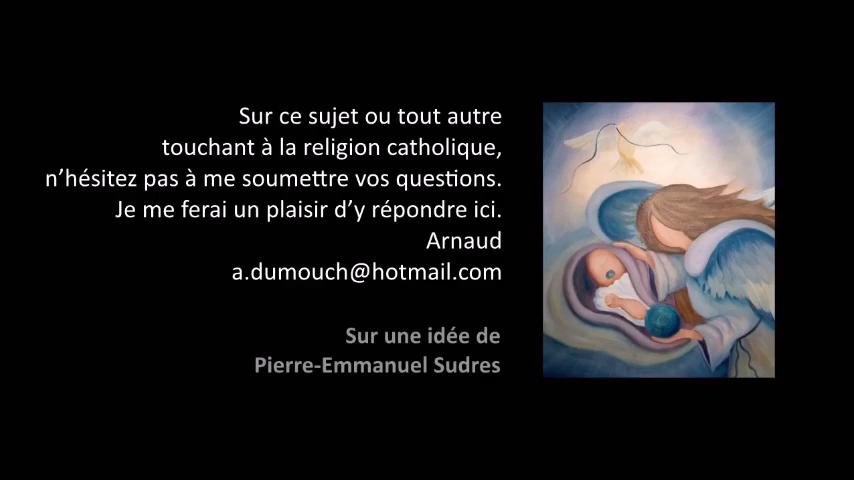 Sur ce sujet ou tout autre
touchant à la religion catholique,
n’hésitez pas à me soumettre vos questions.
Je me ferai un plaisir d’y répondre ici.
Arnaud
a.dumouch@hotmail.com
Sur une idée de
Pierre-Emmanuel Sudres